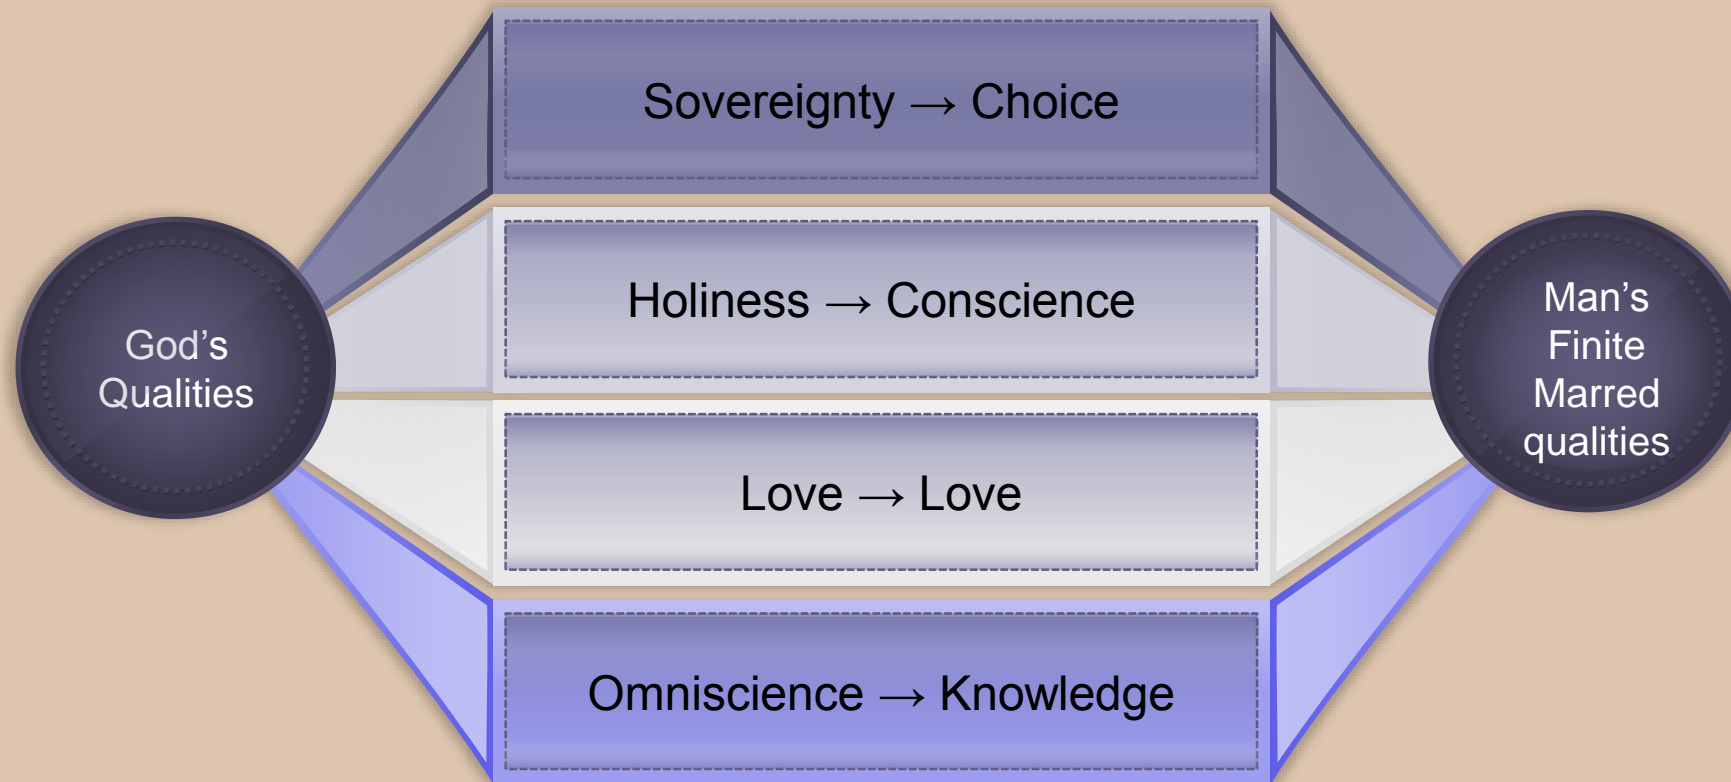 Sovereignty → Choice
Holiness → Conscience
Love → Love
Omniscience → Knowledge
God’s
Qualities
Man’s
Finite
Marred
qualities